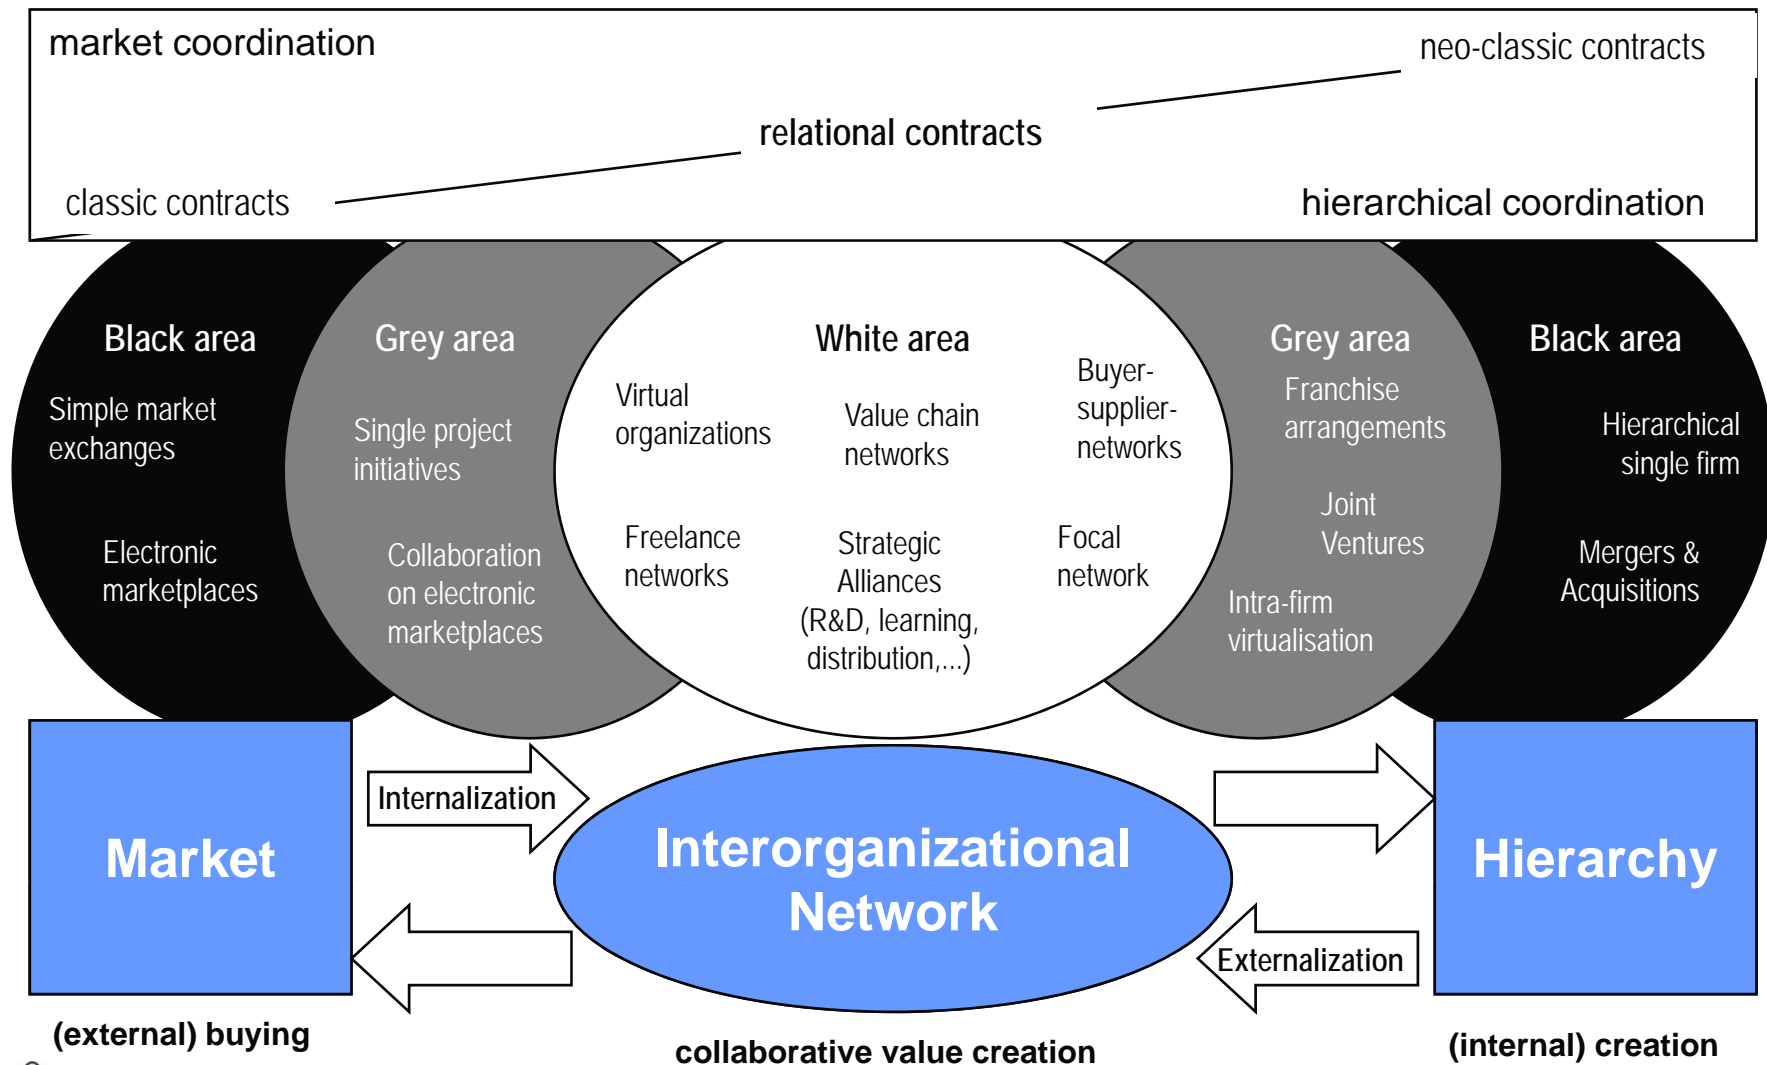 market coordination
neo-classic contracts
relational contracts
classic contracts
hierarchical coordination
Black area
Simple market
exchanges
Electronic
marketplaces
Grey area
Single project
initiatives
Collaboration
on electronic
marketplaces
White area
Virtual
organizations
Value chain
networks
Buyer-
supplier-
networks
Freelance
networks
Strategic
Alliances
(R&D, learning,
distribution,...)
Focal
network
Grey area
Franchise
arrangements
Joint
Ventures
Intra-firm
virtualisation
Black area
Hierarchical
single firm
Mergers &
Acquisitions
Market
Internalization
Interorganizational
Network
Externalization
Hierarchy
(external) buying
collaborative value creation
(internal) creation